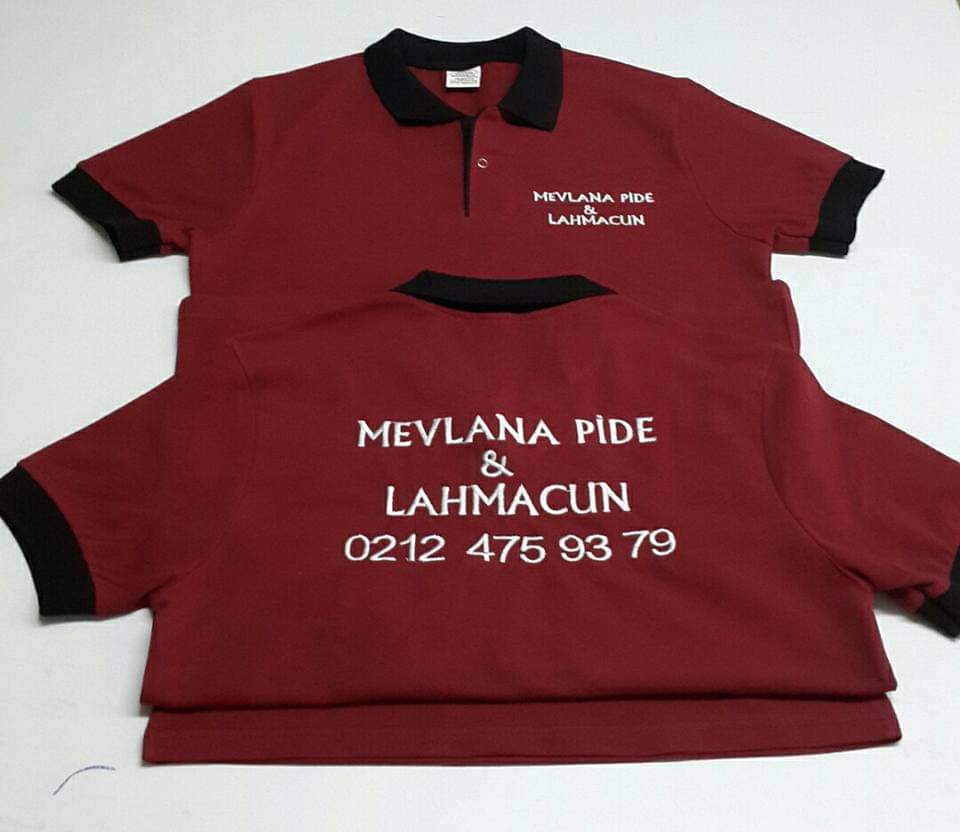 MEVLANA PİDE
&
LAHMACUN
MEVLANA PİDE
&
LAHMACUN
0212 475 93 79